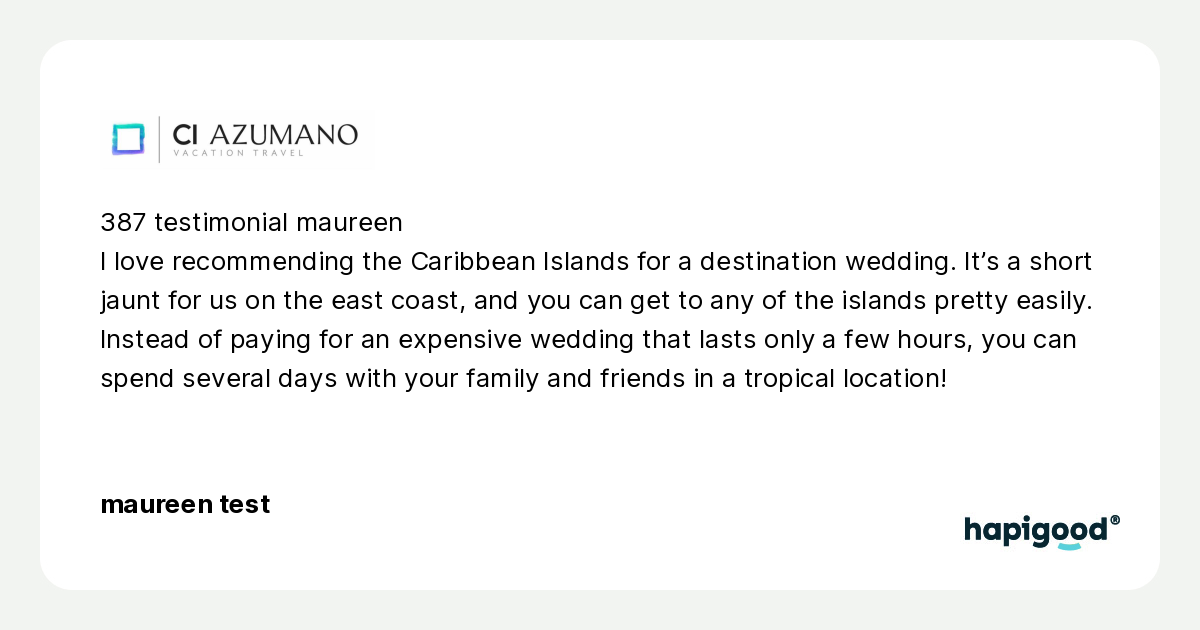 CI AZUMANO
VACATION TRAVEL
387 testimonial maureen
I love recommending the Caribbean Islands for a destination wedding. It’s a short
jaunt for us on the east coast, and you can get to any of the islands pretty easily.
Instead of paying for an expensive wedding that lasts only a few hours, you can
spend several days with your family and friends in a tropical location!
maureen test
hapigood®